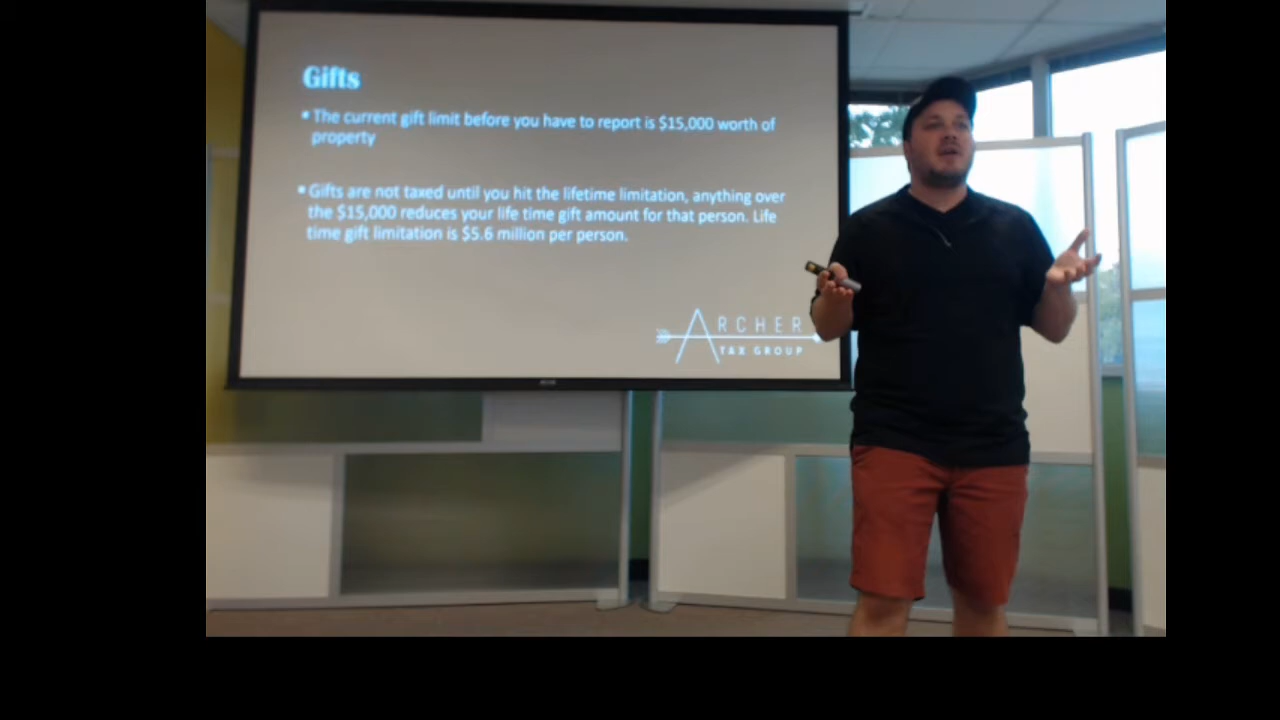 Gifts
▪ The current gift limit before you have to report is $15,000 worth of
property
▪ Gifts are not taxed until you hit the lifetime limitation, anything over
the $15,000 reduces your life time gift amount for that person. Life
time gift limitation is $5.6 million per person.
ARCHER
TAX GROUP